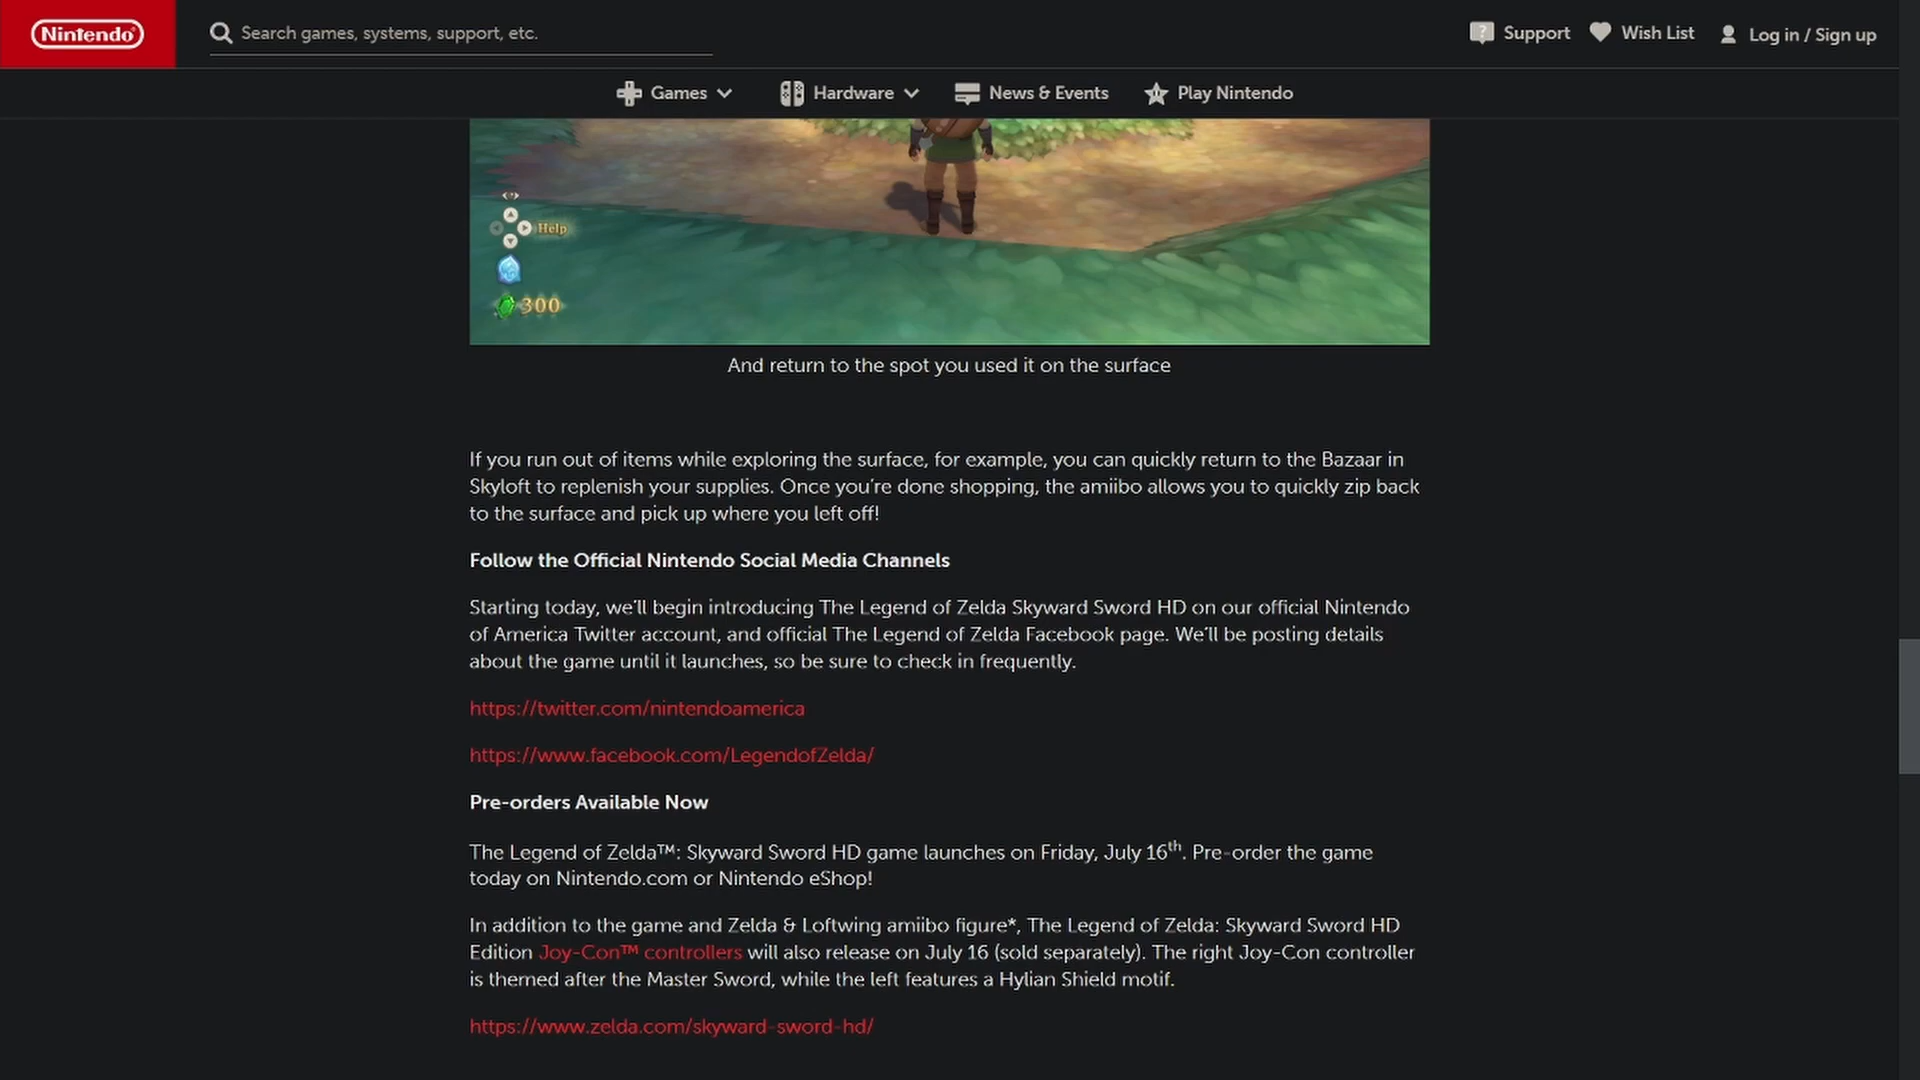 Nintendo
Search games, systems, support, etc.
Support
Wish List
Log in / Sign up
Games
Hardware
News & Events
Play Nintendo
Help
300
And return to the spot you used it on the surface
If you run out of items while exploring the surface, for example, you can quickly return to the Bazaar in
Skyloft to replenish your supplies. Once you’re done shopping, the amiibo allows you to quickly zip back
to the surface and pick up where you left off!
Follow the Official Nintendo Social Media Channels
Starting today, we’ll begin introducing The Legend of Zelda Skyward Sword HD on our official Nintendo
of America Twitter account, and official The Legend of Zelda Facebook page. We’ll be posting details
about the game until it launches, so be sure to check in frequently.
https://twitter.com/nintendoamerica
https://www.facebook.com/LegendofZelda/
Pre-orders Available Now
The Legend of Zelda™: Skyward Sword HD game launches on Friday, July 16th. Pre-order the game
today on Nintendo.com or Nintendo eShop!
In addition to the game and Zelda & Loftwing amiibo figure*, The Legend of Zelda: Skyward Sword HD
Edition Joy-Con™ controllers will also release on July 16 (sold separately). The right Joy-Con controller
is themed after the Master Sword, while the left features a Hylian Shield motif.
https://www.zelda.com/skyward-sword-hd/